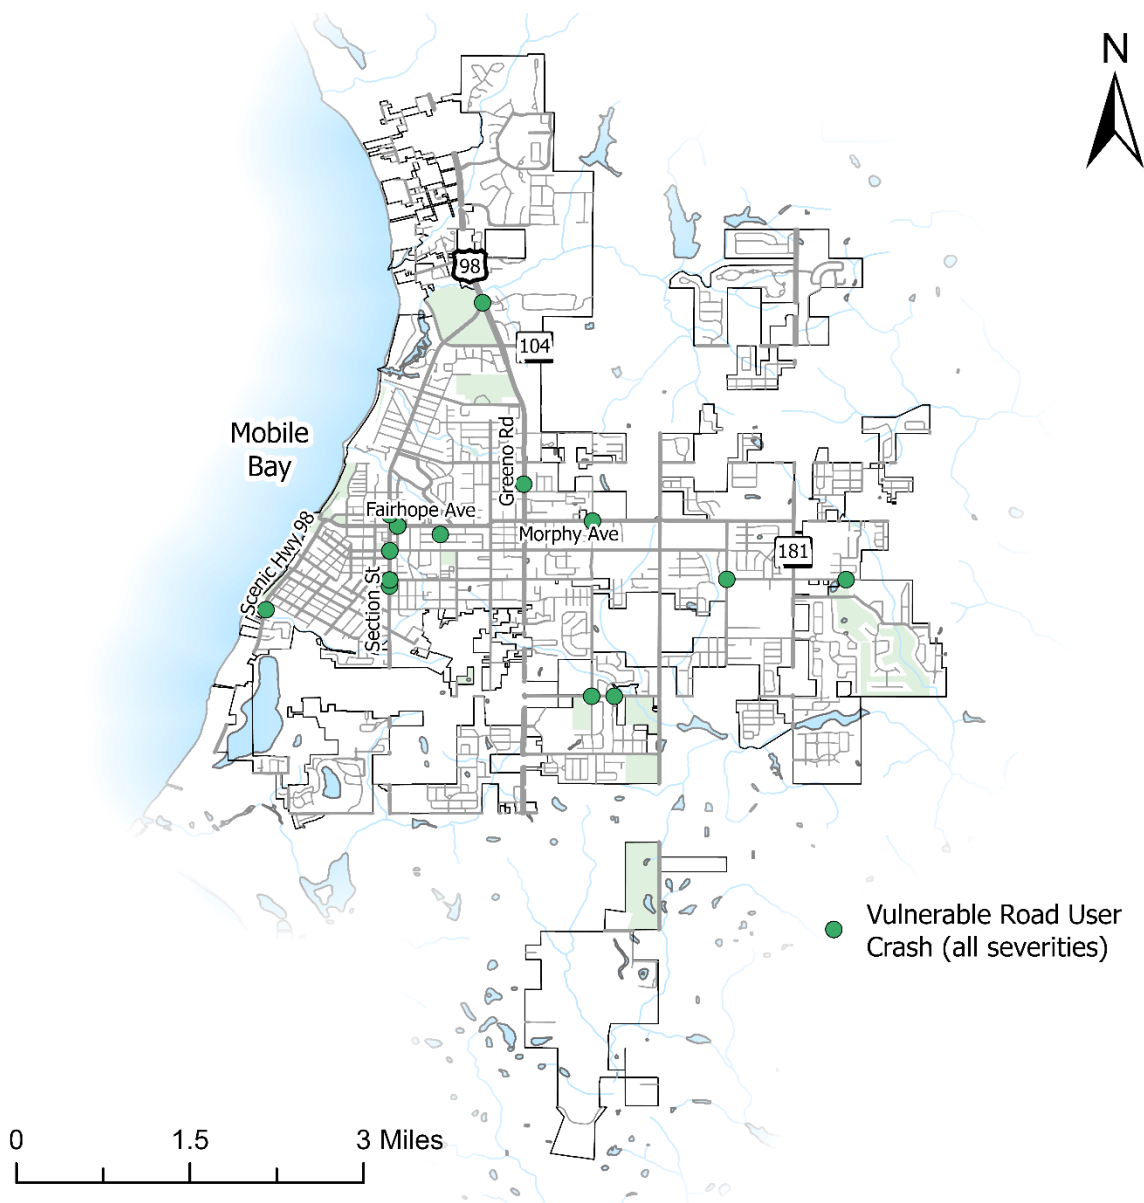 N
98
104
Mobile
Bay
Greeno Rd
Fairhope Ave
Morphy Ave
Scenic Hwy 98
181
Section St
Vulnerable Road User
Crash (all severities)
0 1.5 3 Miles